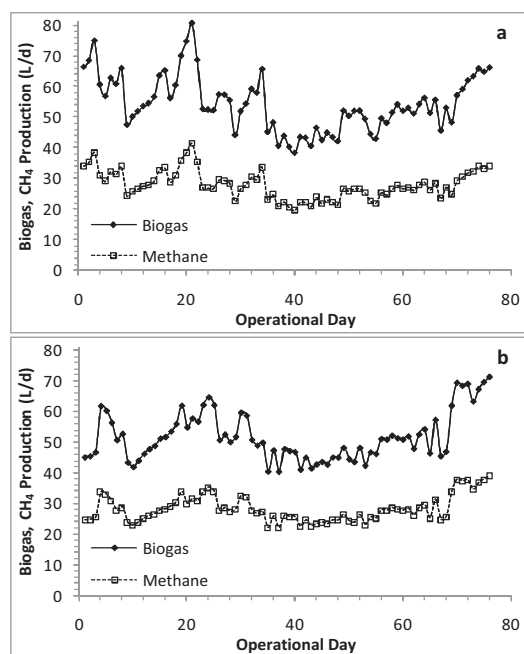 a
Biogas, CH₄ Production (L/d)
80
70
60
50
40
30
20
10
0
Biogas
Methane
0 20 40 60 80
Operational Day
b
Biogas, CH₄ Production (L/d)
80
70
60
50
40
30
20
10
0
Biogas
Methane
0 20 40 60 80
Operational Day